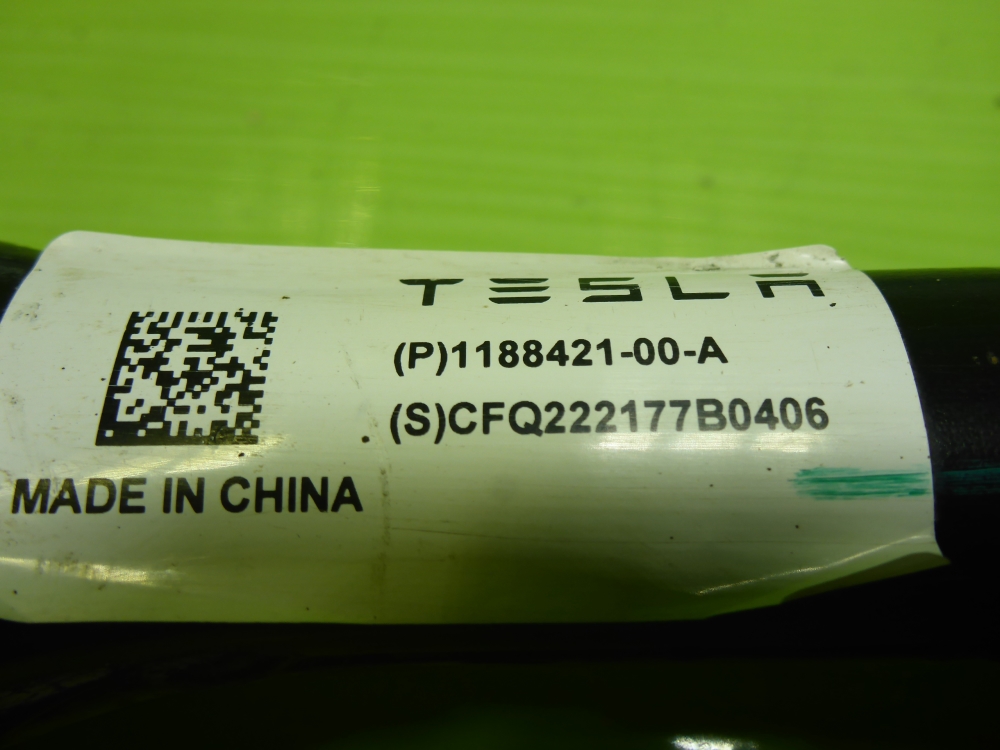 TESLA
(P)1188421-00-A
(S)CFQ222177B0406
MADE IN CHINA